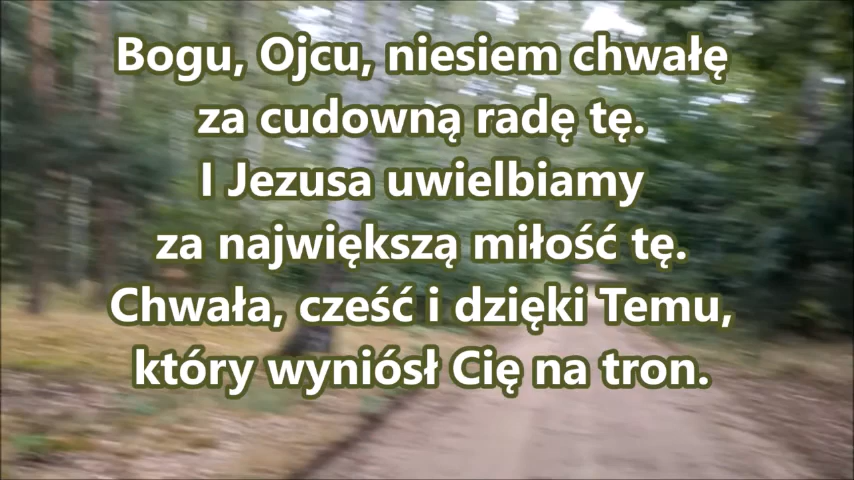 Bogu, Ojcu, niesiem chwałę
za cudowną radę tę.
I Jezusa uwielbiamy
za największą miłość tę.
Chwała, cześć i dzięki Temu,
który wyniósł Cię na tron.